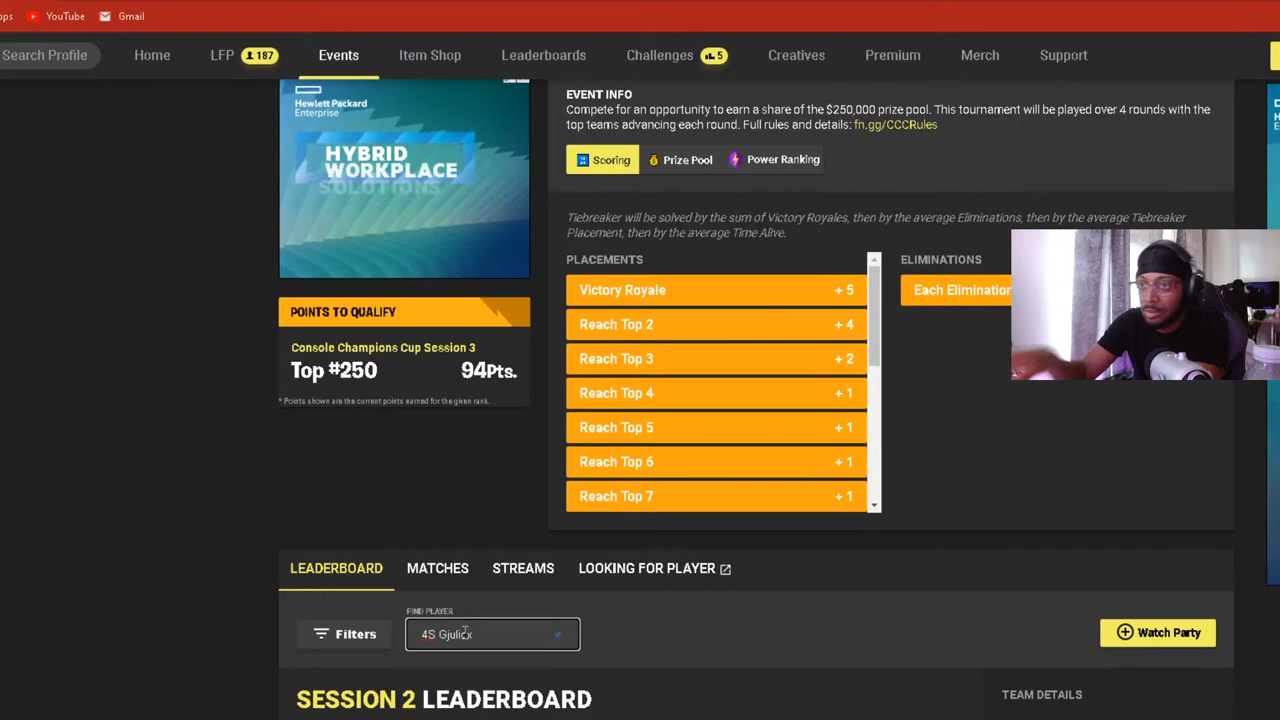 YouTube
Gmail
Search Profile
Home
LFP 187
Events
Item Shop
Leaderboards
Challenges 5
Creatives
Premium
Merch
Support
Hewlett Packard
Enterprise
HYBRID
WORKPLACE
SOLUTIONS
EVENT INFO
Compete for an opportunity to earn a share of the $250,000 prize pool. This tournament will be played over 4 rounds with the
top teams advancing each round. Full rules and details: fn.gg/CCCRules
Scoring
Prize Pool
Power Ranking
Tiebreaker will be solved by the sum of Victory Royales, then by the average Eliminations, then by the average Tiebreaker
Placement, then by the average Time Alive.
PLACEMENTS
Victory Royale + 5
Reach Top 2 + 4
Reach Top 3 + 2
Reach Top 4 + 1
Reach Top 5 + 1
Reach Top 6 + 1
Reach Top 7 + 1
ELIMINATIONS
Each Elimination
POINTS TO QUALIFY
Console Champions Cup Session 3
Top #250 94Pts.
* Points shown are the current points earned for the given rank.
LEADERBOARD
MATCHES
STREAMS
LOOKING FOR PLAYER
Filters
FIND PLAYER
4S Gjulicx
Watch Party
SESSION 2 LEADERBOARD
TEAM DETAILS